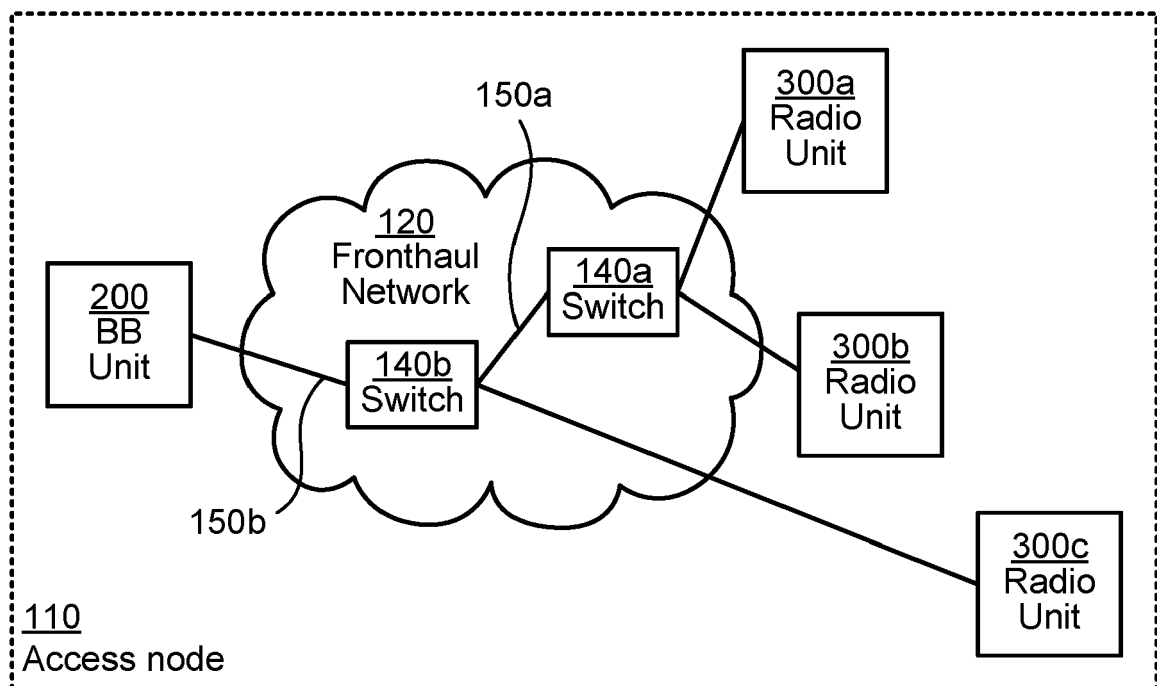 150a
300a
Radio
Unit
120
Fronthaul
Network
140a
Switch
200
BB
Unit
140b
Switch
300b
Radio
Unit
150b
300c
Radio
Unit
110
Access node